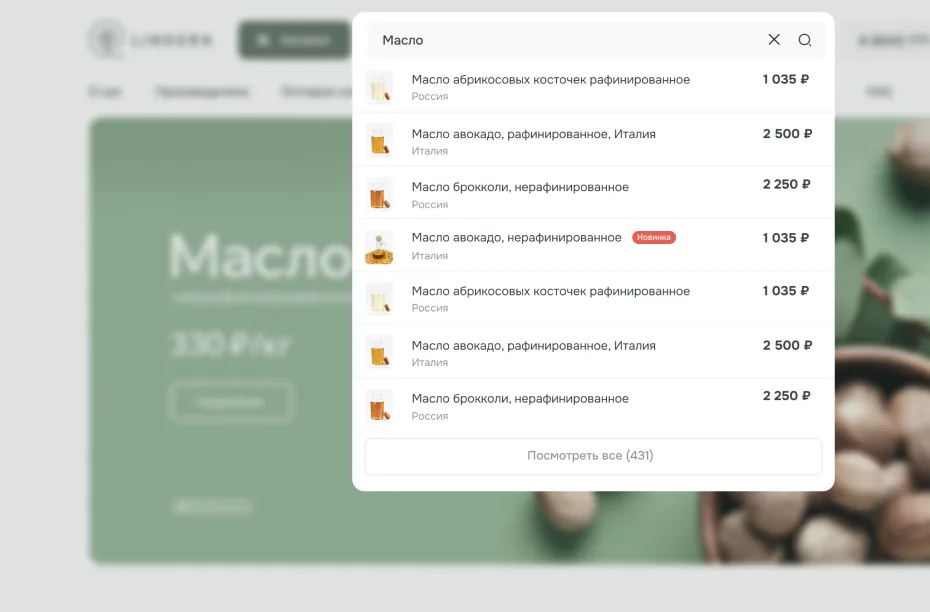 Масло
Масло абрикосовых косточек рафинированное
1 035 ₽
Россия
Масло авокадо, рафинированное, Италия
2 500 ₽
Италия
Масло брокколи, нерафинированное
2 250 ₽
Россия
Масло авокадо, нерафинированное
Новинка
1 035 ₽
Италия
Масло абрикосовых косточек рафинированное
1 035 ₽
Россия
Масло авокадо, рафинированное, Италия
2 500 ₽
Италия
Масло брокколи, нерафинированное
2 250 ₽
Россия
Посмотреть все (431)
Масло
330 ₽/кг